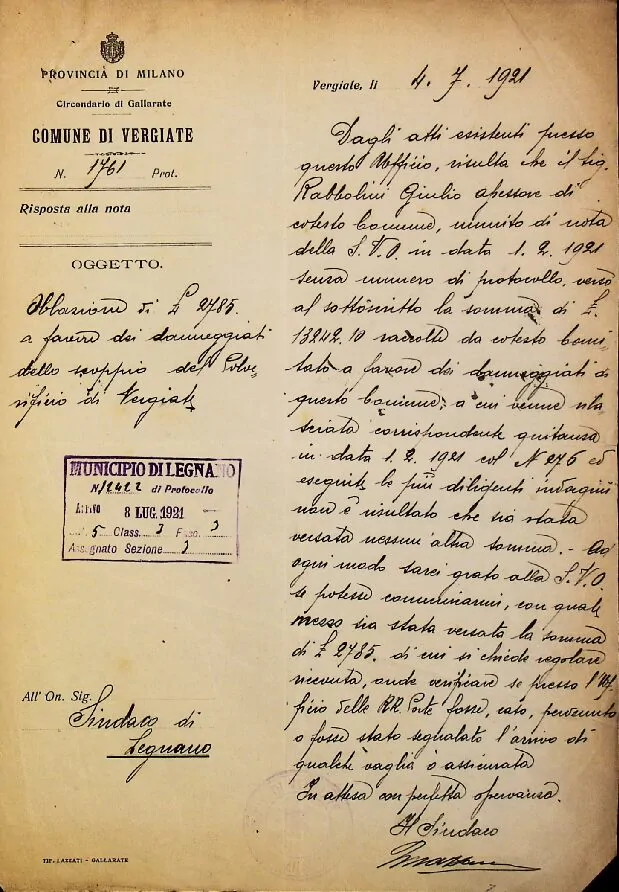 PROVINCIA DI MILANO
Circondario di Gallarate
COMUNE DI VERGIATE
N. 1761 Prot.
Risposta alla nota
OGGETTO.
Oblazione di £ 2785.
a favore dei danneggiati
dello scoppio del Polve-
rificio di Vergiate
MUNICIPIO DI LEGNANO
N. 12422 di Protocollo
ARRIVO 8 LUG. 1921
5 Class. 3 Fasc. 3
Assegnato Sezione
All' On. Sig.
Sindaco di
Legnano
TIP. LAZZATI - GALLARATE
Vergiate, li 4. 7. 1921
Dagli atti esistenti presso
questo Ufficio, risulta che il sig.
Rabbolini Giulio assessore di
cotesto Comune, munito di nota
della S.V.O. in data 1. 2. 1921
senza numero di protocollo, versò
al sottoscritto la somma di £.
13242.10 raccolte da cotesto Comi-
tato a favore dei danneggiati di
questo Comune, a cui venne rila
sciata corrispondente quitanza
in data 1. 2. 1921 col N 276 ed
eseguite le più diligenti indagini
non è risultato che sia stata
versata nessun'altra somma. - Ad
ogni modo sarei grato alla S.V.O.
se potesse comunicarmi, con quale
mezzo sia stata versata la somma
di £ 2785. di cui si chiede regolare
ricevuta, onde verificare se presso l'Uf
ficio delle RR. Poste fosse, caso, pervenuto
o fosse stato segnalato l'arrivo di
qualche vaglia o assicurata
In attesa con perfetta osservanza.
Il Sindaco